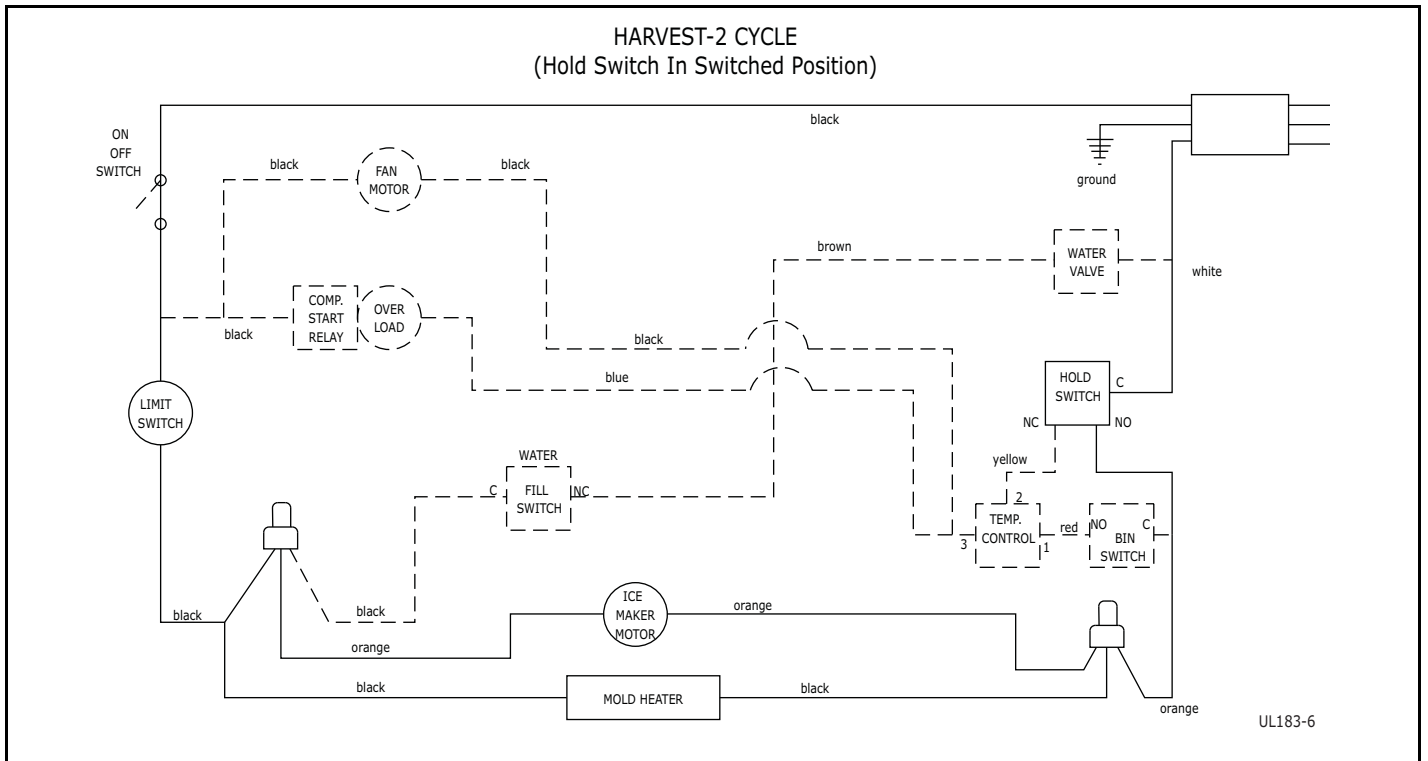 HARVEST-2 CYCLE
(Hold Switch In Switched Position)
black
ON
OFF
SWITCH
black
FAN
MOTOR
black
ground
brown
WATER
VALVE
white
COMP.
START
RELAY
OVER
LOAD
black
black
blue
HOLD
SWITCH
C
NC
NO
LIMIT
SWITCH
WATER
C
FILL
SWITCH
NC
yellow
2
TEMP.
CONTROL
3
1
red
NO
C
BIN
SWITCH
black
black
orange
ICE
MAKER
MOTOR
orange
black
MOLD HEATER
black
orange
UL183-6